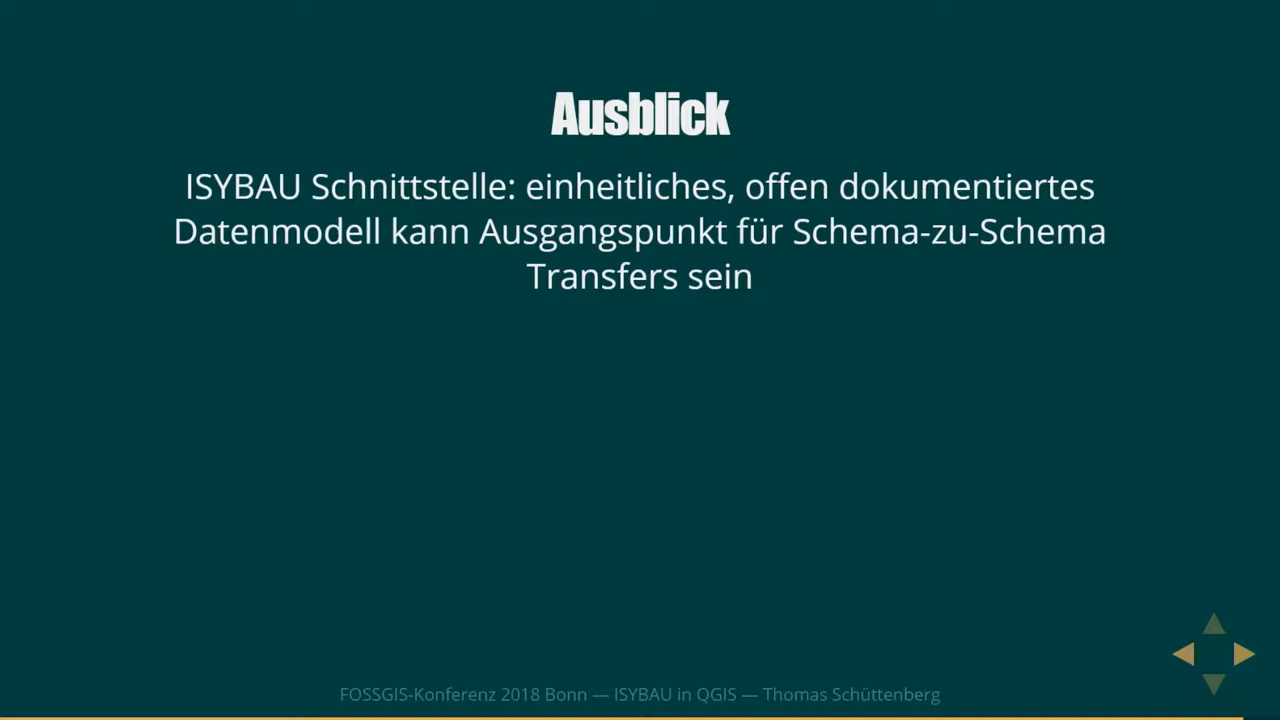 Ausblick
ISYBAU Schnittstelle: einheitliches, offen dokumentiertes
Datenmodell kann Ausgangspunkt für Schema-zu-Schema
Transfers sein
FOSSGIS-Konferenz 2018 Bonn — ISYBAU in QGIS — Thomas Schüttenberg